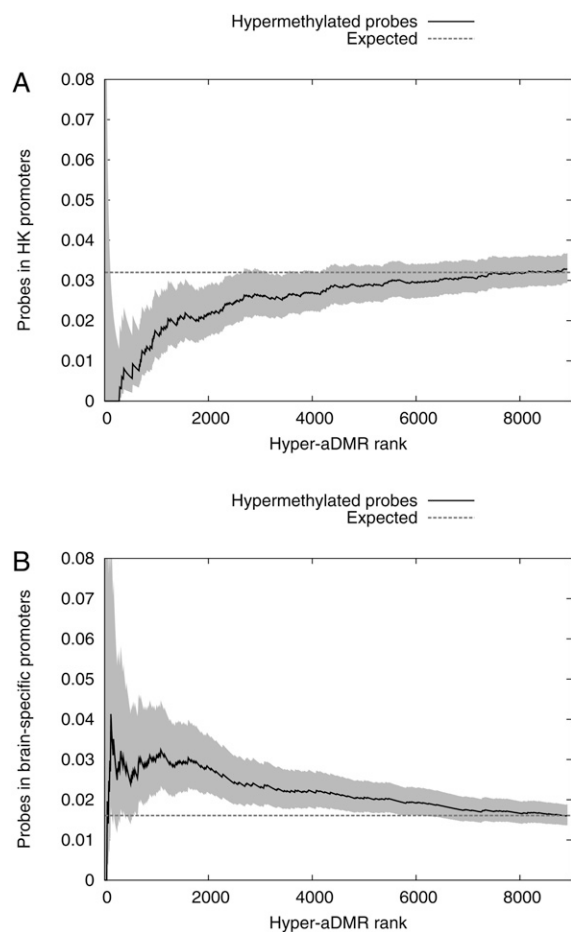 Hypermethylated probes
Expected
A
0.08
0.07
0.06
0.05
0.04
0.03
0.02
0.01
0
Probes in HK promoters
0 2000 4000 6000 8000
Hyper-aDMR rank
Hypermethylated probes
Expected
B
0.08
0.07
0.06
0.05
0.04
0.03
0.02
0.01
0
Probes in brain-specific promoters
0 2000 4000 6000 8000
Hyper-aDMR rank